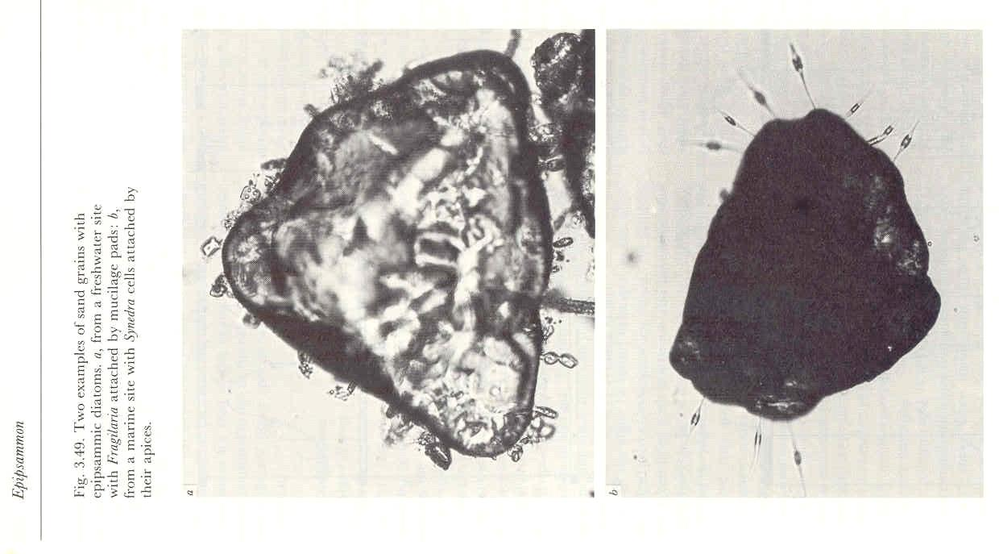 Epipsammon
Fig. 3.49. Two examples of sand grains with
epipsammic diatoms. a, from a freshwater site
with Fragilaria attached by mucilage pads: b,
from a marine site with Synedra cells attached by
their apices.
a
b